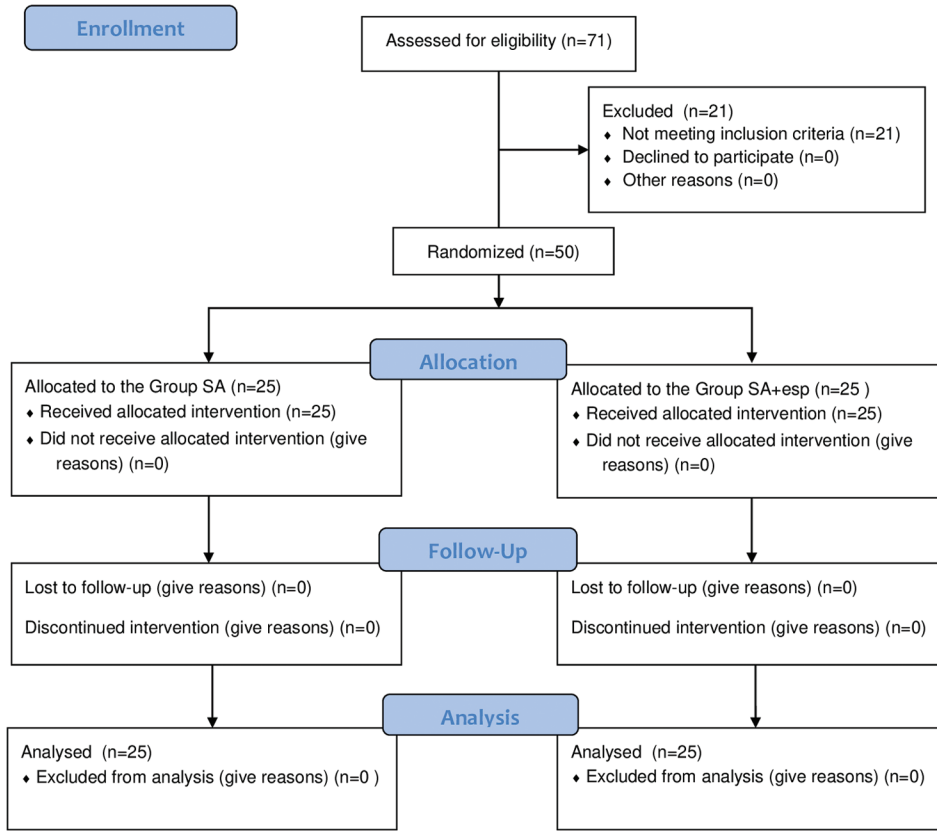 Enrollment
Assessed for eligibility (n=71)
Excluded (n=21)
♦ Not meeting inclusion criteria (n=21)
♦ Declined to participate (n=0)
♦ Other reasons (n=0)
Randomized (n=50)
Allocation
Allocated to the Group SA (n=25)
♦ Received allocated intervention (n=25)
♦ Did not receive allocated intervention (give
reasons) (n=0)
Allocated to the Group SA+esp (n=25 )
♦ Received allocated intervention (n=25)
♦ Did not receive allocated intervention (give
reasons) (n=0)
Follow-Up
Lost to follow-up (give reasons) (n=0)
Discontinued intervention (give reasons) (n=0)
Lost to follow-up (give reasons) (n=0)
Discontinued intervention (give reasons) (n=0)
Analysis
Analysed (n=25)
♦ Excluded from analysis (give reasons) (n=0 )
Analysed (n=25)
♦ Excluded from analysis (give reasons) (n=0)